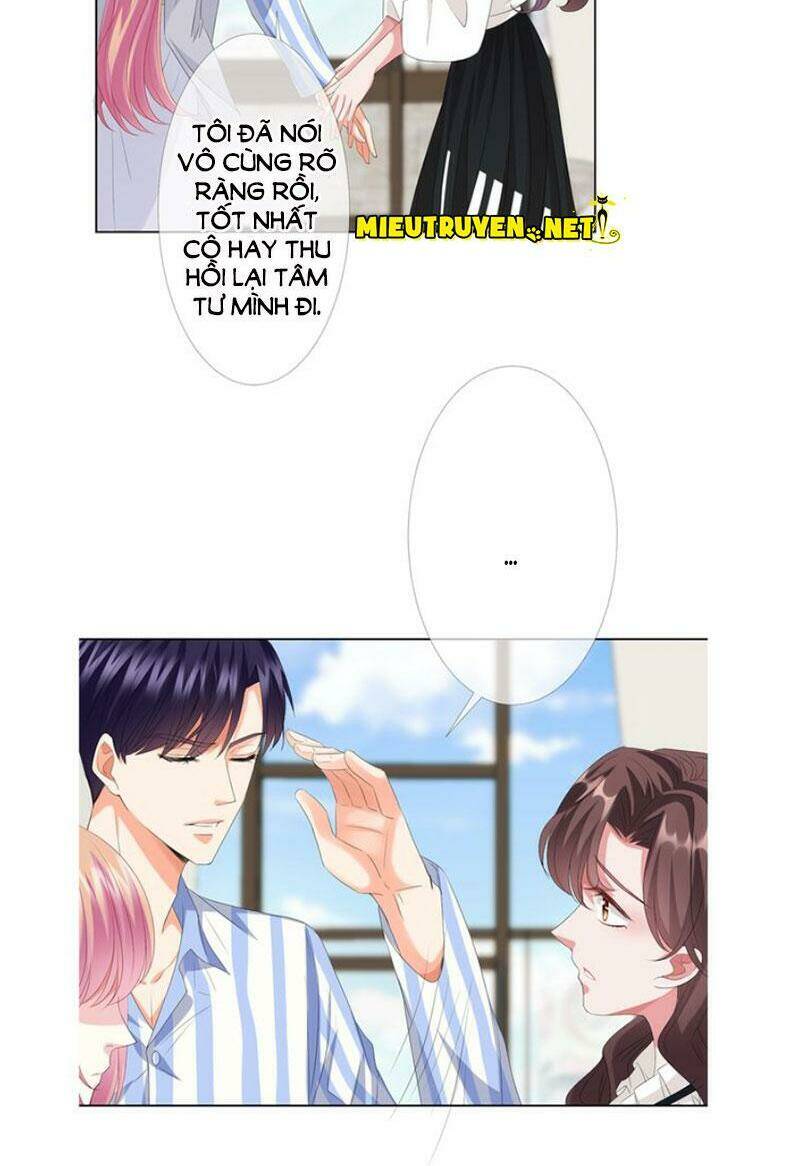 TÔI ĐÃ NÓI
VÔ CÙNG RÕ
RÀNG RỒI,
TỐT NHẤT
CÔ HAY THU
HỒI LẠI TÂM
TƯ MÌNH ĐI.
MIEUTRUYEN.NET
...